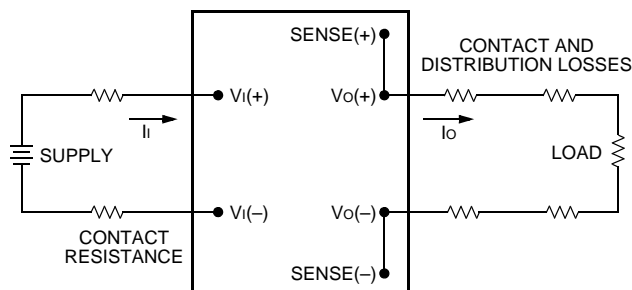 SENSE(+)
CONTACT AND
DISTRIBUTION LOSSES
VI(+)
VO(+)
II
IO
SUPPLY
LOAD
VI(–)
VO(–)
CONTACT
RESISTANCE
SENSE(–)